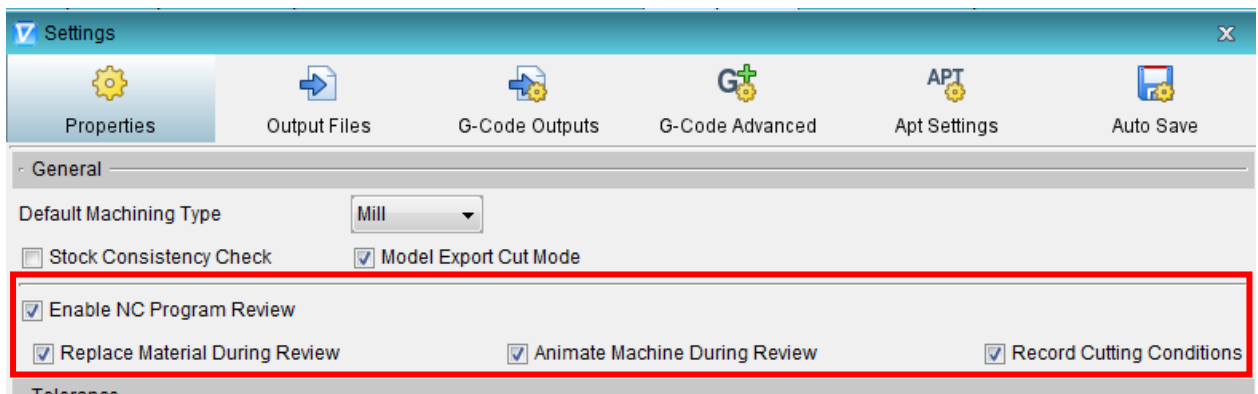 Settings
Properties Output Files G-Code Outputs G-Code Advanced Apt Settings Auto Save
General
Default Machining Type Mill
Stock Consistency Check Model Export Cut Mode
Enable NC Program Review
Replace Material During Review Animate Machine During Review Record Cutting Conditions
Tolerance